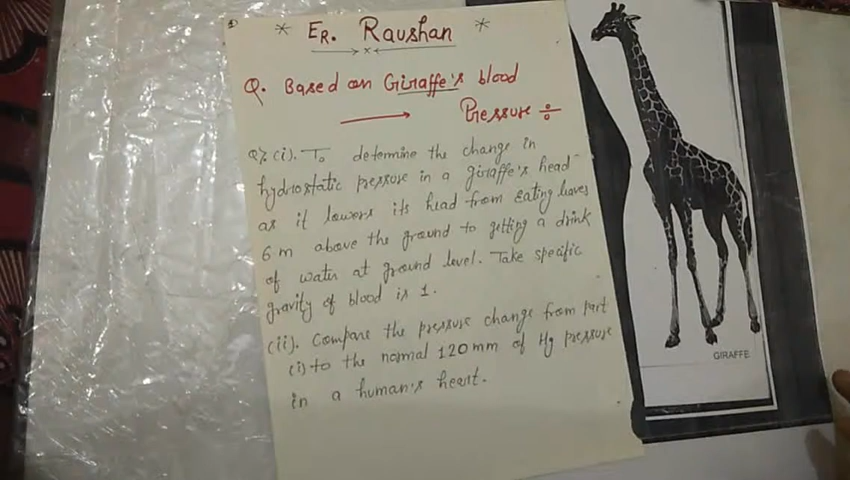 * ER. Raushan *
Q. Based on Giraffe's blood
Pressure ÷
Q% (i). To determine the change in
hydrostatic pressure in a giraffe's head
as it lowers its head from eating leaves
6 m above the ground to getting a drink
of water at ground level. Take specific
gravity of blood is 1.
(ii). Compare the pressure change from part
(i) to the normal 120 mm of Hg pressure
in a human's heart.
GIRAFFE